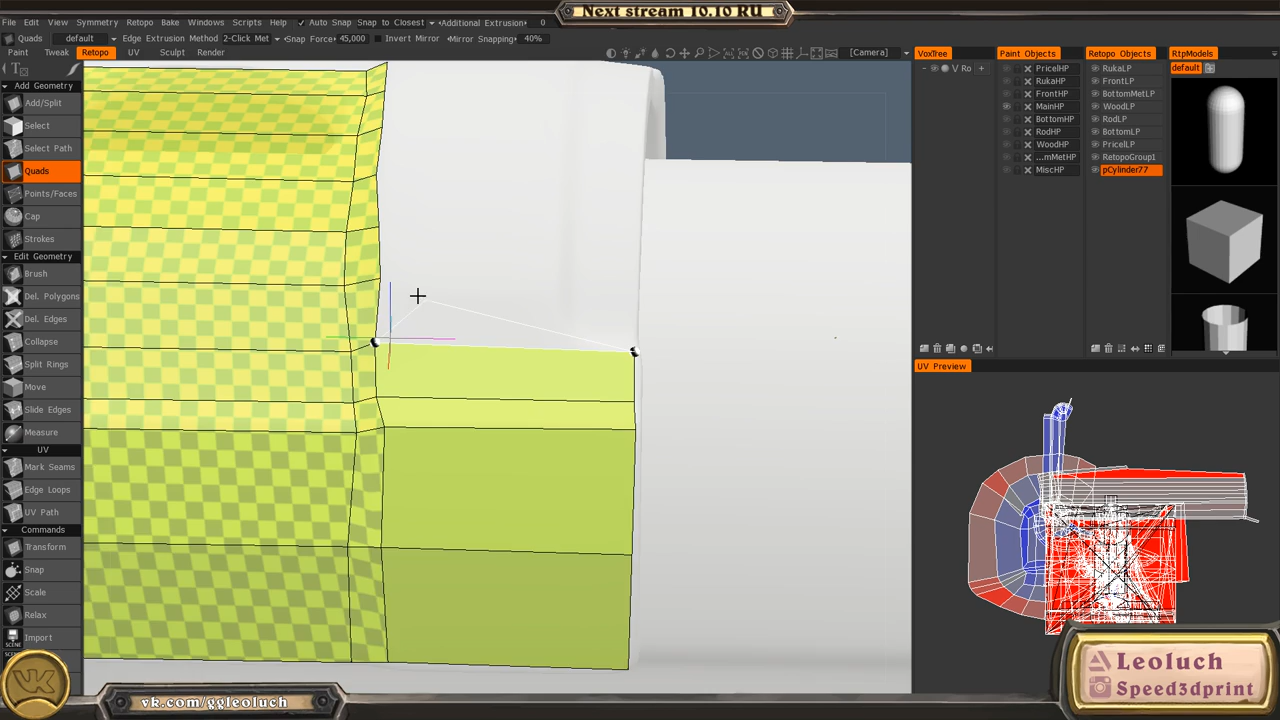 Next stream 10.10 RU
File Edit View Symmetry Retopo Bake Windows Scripts Help Auto Snap Snap to Closest Additional Extrusion 0
Quads default Edge Extrusion Method 2-Click Met Snap Force 45,000 Invert Mirror Mirror Snapping 40%
Paint Tweak Retopo UV Sculpt Render [Camera]
Add Geometry
Add/Split
Select
Select Path
Quads
Points/Faces
Cap
Strokes
Edit Geometry
Brush
Del. Polygons
Del. Edges
Collapse
Split Rings
Move
Slide Edges
Measure
UV
Mark Seams
Edge Loops
UV Path
Commands
Transform
Snap
Scale
Relax
Import
SCENE
VoxTree
V Ro +
Paint Objects
PricelHP
RukaHP
FrontHP
MainHP
BottomHP
RodHP
WoodHP
...mMetHP
MiscHP
Retopo Objects
RukaLP
FrontLP
BottomMetLP
WoodLP
RodLP
BottomLP
PricelLP
RetopoGroup1
pCylinder77
RtpModels
default
UV Preview
vk.com/ggleoluch
Leoluch
Speed3dprint